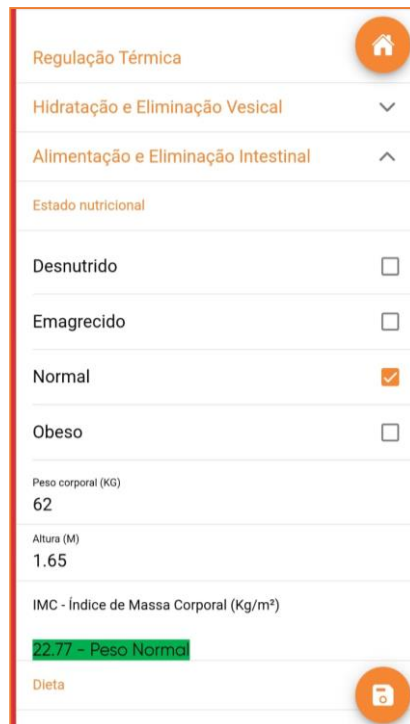 Regulação Térmica
Hidratação e Eliminação Vesical
Alimentação e Eliminação Intestinal
Estado nutricional
Desnutrido
Emagrecido
Normal
Obeso
Peso corporal (KG)
62
Altura (M)
1.65
IMC - Índice de Massa Corporal (Kg/m²)
22.77 - Peso Normal
Dieta